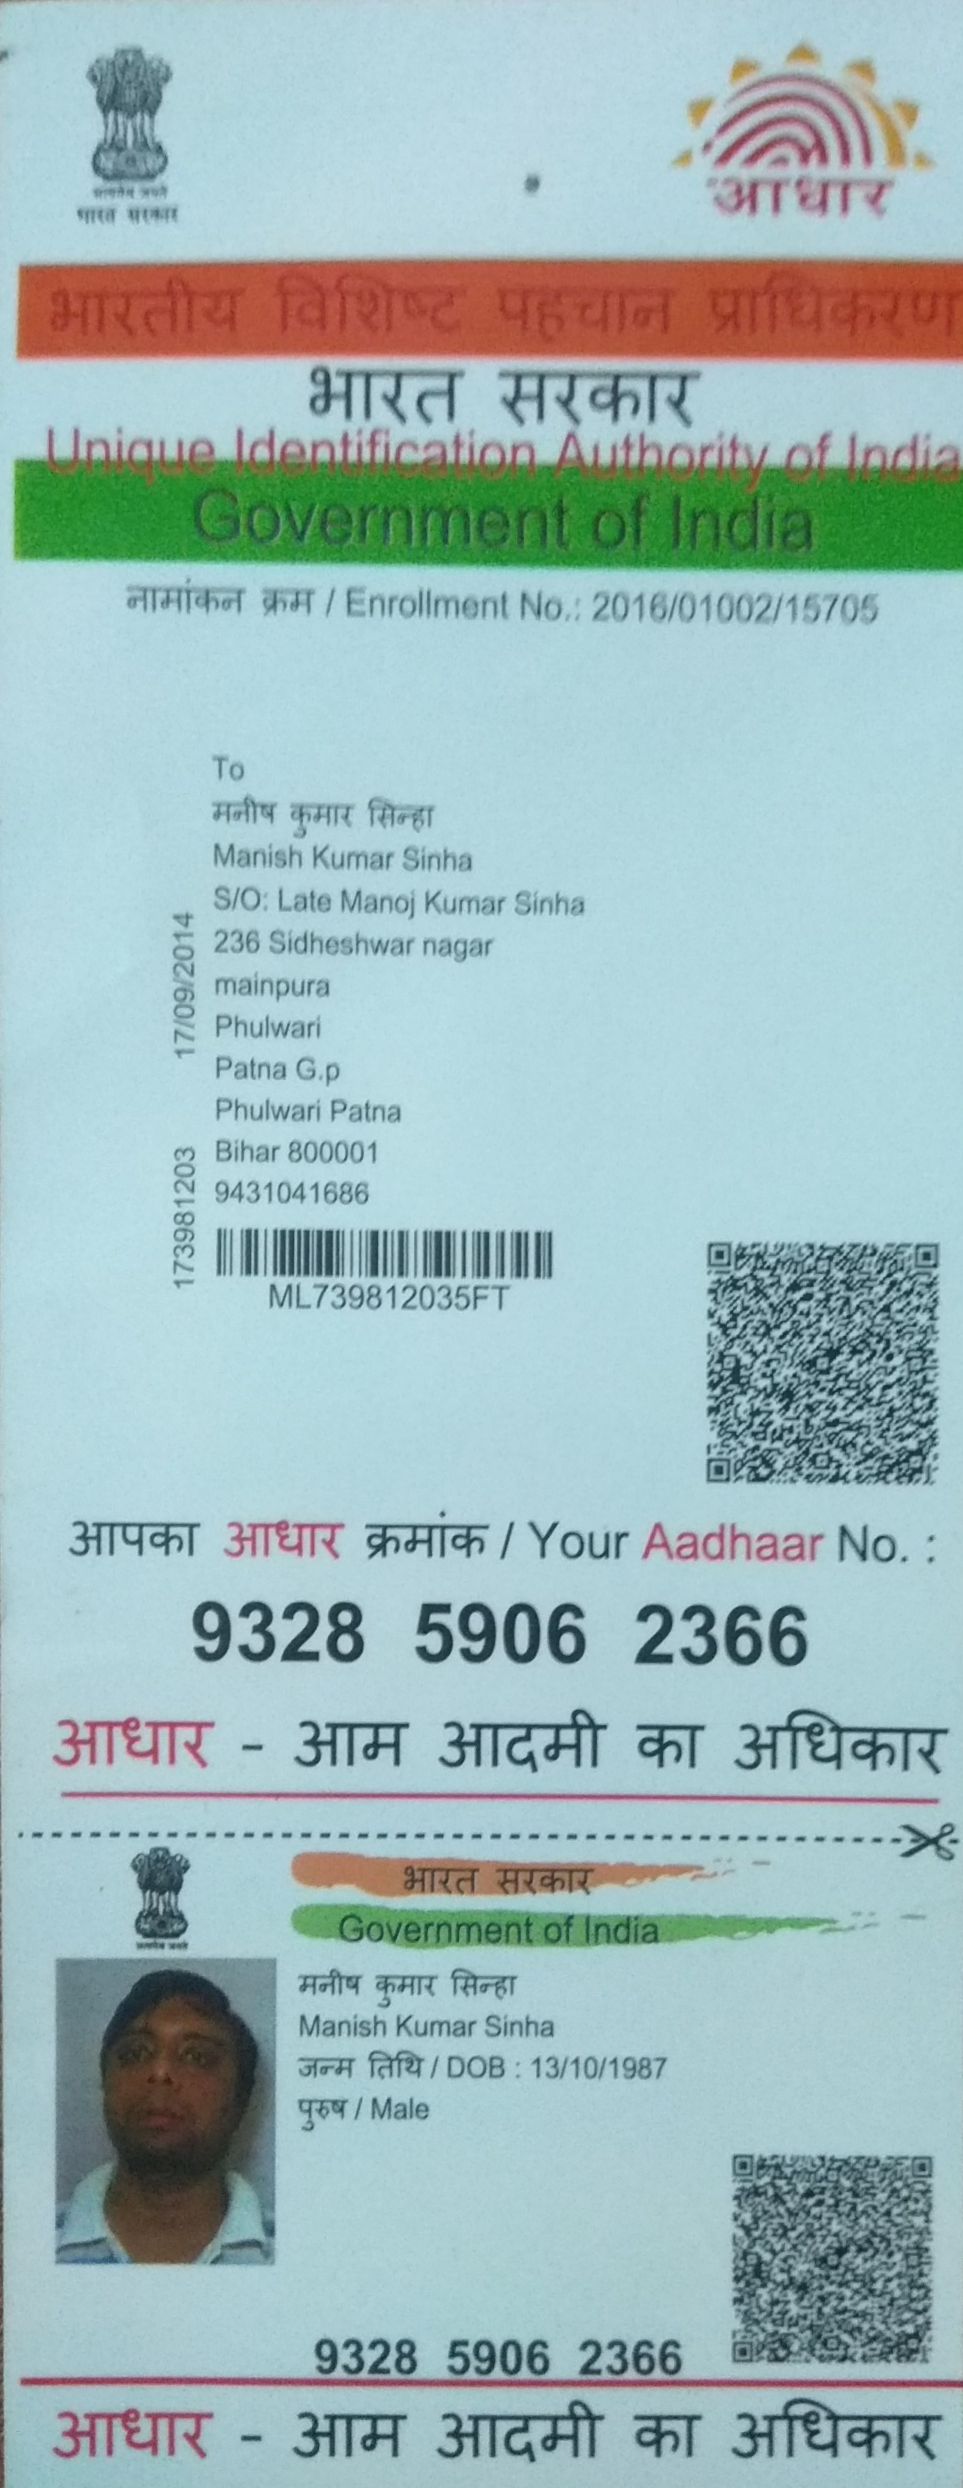 सत्यमेव जयते
भारत सरकार
आधार
भारतीय विशिष्ट पहचान प्राधिकरण
भारत सरकार
Unique Identification Authority of India
Government of India
नामांकन क्रम / Enrollment No.: 2016/01002/15705
To
मनीष कुमार सिन्हा
Manish Kumar Sinha
S/O: Late Manoj Kumar Sinha
236 Sidheshwar nagar
mainpura
Phulwari
Patna G.p
Phulwari Patna
Bihar 800001
9431041686
17/09/2014
173981203
ML739812035FT
आपका आधार क्रमांक / Your Aadhaar No. :
9328 5906 2366
आधार - आम आदमी का अधिकार
सत्यमेव जयते
भारत सरकार
Government of India
मनीष कुमार सिन्हा
Manish Kumar Sinha
जन्म तिथि / DOB : 13/10/1987
पुरुष / Male
9328 5906 2366
आधार - आम आदमी का अधिकार